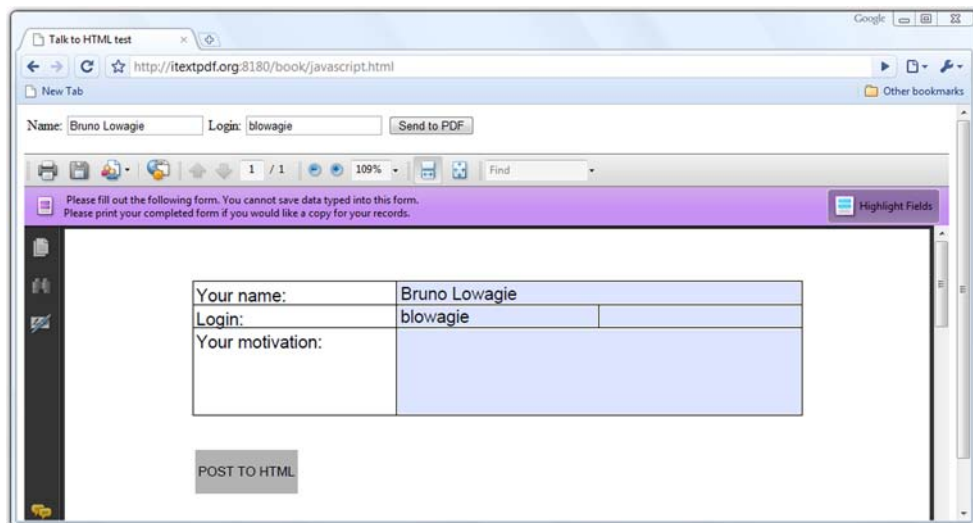 Google
Talk to HTML test
http://itextpdf.org:8180/book/javascript.html
New Tab
Other bookmarks
Name: Bruno Lowagie Login: blowagie Send to PDF
1 / 1 109% Find
Please fill out the following form. You cannot save data typed into this form.
Please print your completed form if you would like a copy for your records.
Highlight Fields
Your name: Bruno Lowagie
Login: blowagie
Your motivation:
POST TO HTML